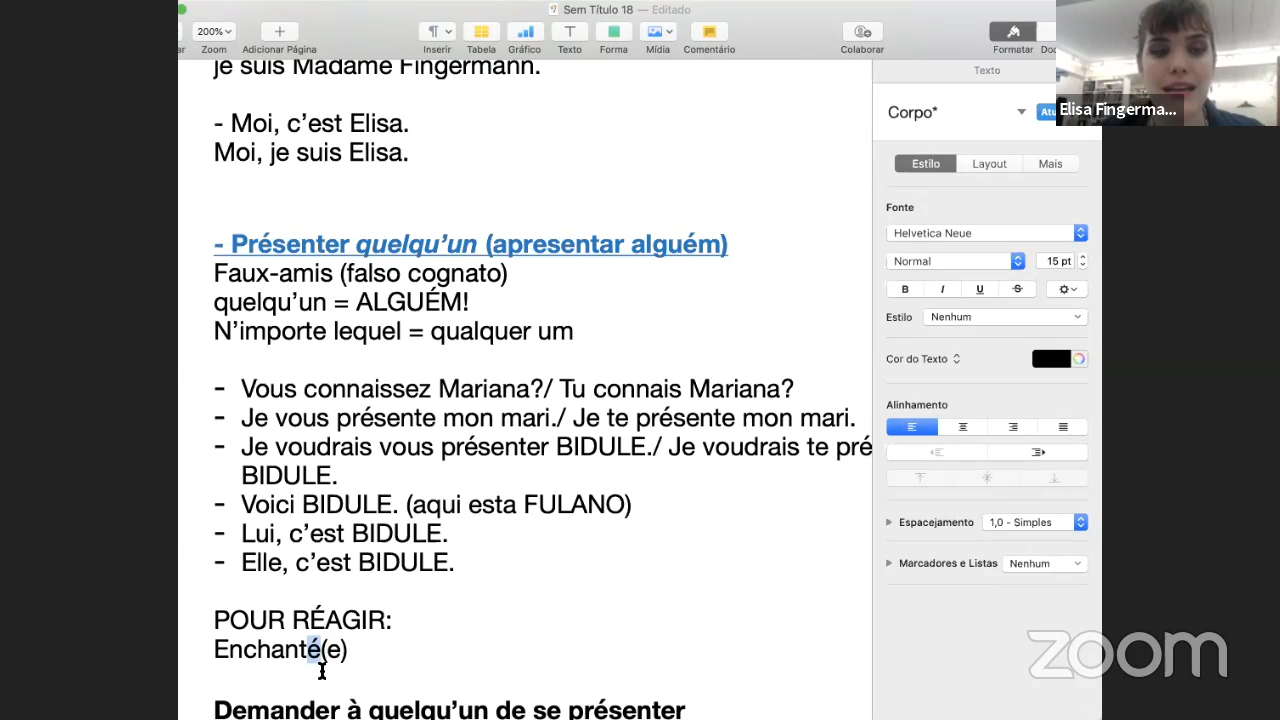 Sem Título 18 — Editado
200%
Zoom
Adicionar Página
Inserir
Tabela
Gráfico
Texto
Forma
Mídia
Comentário
Colaborar
Formatar
je suis Madame Fingermann.
- Moi, c’est Elisa.
Moi, je suis Elisa.
- Présenter quelqu’un (apresentar alguém)
Faux-amis (falso cognato)
quelqu’un = ALGUÉM!
N’importe lequel = qualquer um
- Vous connaissez Mariana?/ Tu connais Mariana?
- Je vous présente mon mari./ Je te présente mon mari.
- Je voudrais vous présenter BIDULE./ Je voudrais te pré
BIDULE.
- Voici BIDULE. (aqui esta FULANO)
- Lui, c’est BIDULE.
- Elle, c’est BIDULE.
POUR RÉAGIR:
Enchanté(e)
Demander à quelqu’un de se présenter
Texto
Corpo*
Estilo
Layout
Mais
Fonte
Helvetica Neue
Normal
15 pt
B I U S
Estilo
Nenhum
Cor do Texto
Alinhamento
Espacejamento
1,0 - Simples
Marcadores e Listas
Nenhum
Elisa Fingerma...
zoom